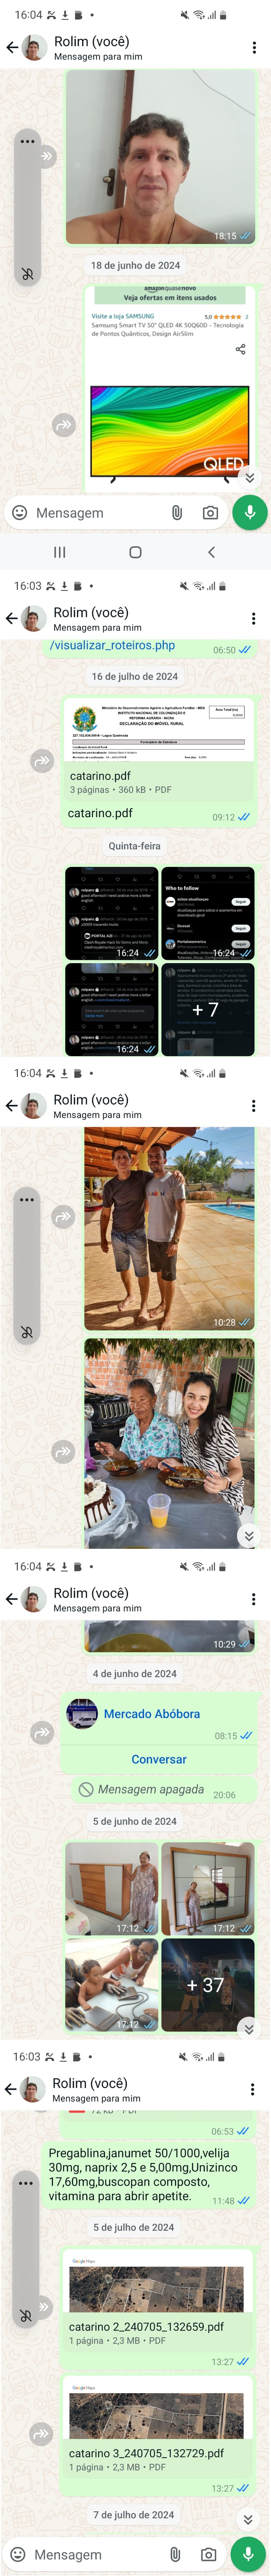 16:04
Rolim (você)
Mensagem para mim
18:15
18 de junho de 2024
Veja ofertas em itens usados
Visite a loja SAMSUNG
5,0
2
Samsung Smart TV 50" QLED 4K 50Q60D - Tecnologia
de Pontos Quânticos, Design AirSlim
QLED
Mensagem
16:03
Rolim (você)
Mensagem para mim
/visualizar_roteiros.php
06:50
16 de julho de 2024
INSTITUTO NACIONAL DE COLONIZAÇÃO E
REFORMA AGRÁRIA - INCRA
DECLARAÇÃO DO IMÓVEL RURAL
catarino.pdf
3 páginas • 360 kB • PDF
catarino.pdf
09:12
Quinta-feira
Who to follow
Seguir
16:24
16:24
16:24
+ 7
16:04
Rolim (você)
Mensagem para mim
10:28
16:04
Rolim (você)
Mensagem para mim
10:29
4 de junho de 2024
Mercado Abóbora
08:15
Conversar
Mensagem apagada
20:06
5 de junho de 2024
17:12
17:12
17:12
+ 37
16:03
Rolim (você)
Mensagem para mim
06:53
Pregablina,janumet 50/1000,velija
30mg, naprix 2,5 e 5,00mg,Unizinco
17,60mg,buscopan composto,
vitamina para abrir apetite.
11:48
5 de julho de 2024
Google Maps
catarino 2_240705_132659.pdf
1 página • 2,3 MB • PDF
13:27
Google Maps
catarino 3_240705_132729.pdf
1 página • 2,3 MB • PDF
13:27
7 de julho de 2024
Mensagem